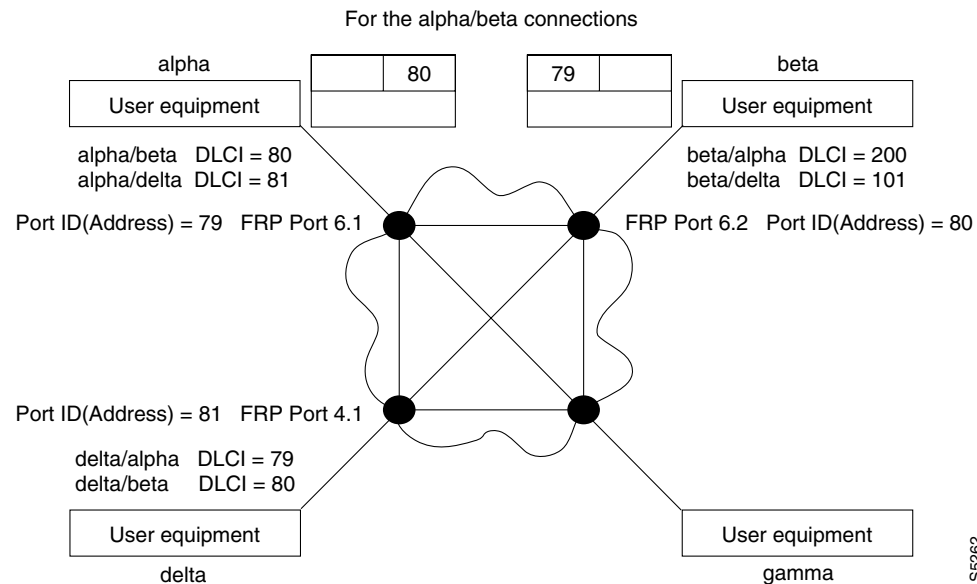 For the alpha/beta connections
alpha
80
79
beta
User equipment
User equipment
alpha/beta DLCI = 80
alpha/delta DLCI = 81
beta/alpha DLCI = 200
beta/delta DLCI = 101
Port ID(Address) = 79 FRP Port 6.1
FRP Port 6.2 Port ID(Address) = 80
Port ID(Address) = 81 FRP Port 4.1
delta/alpha DLCI = 79
delta/beta DLCI = 80
User equipment
User equipment
delta
gamma
S5262